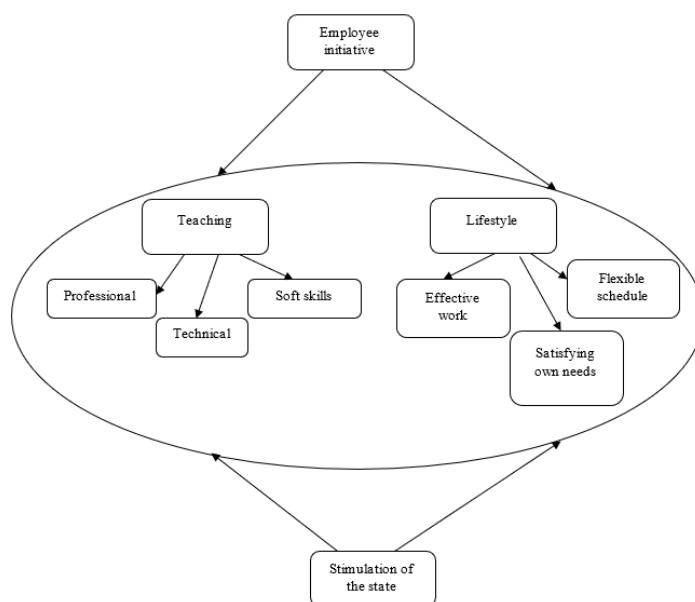 Employee
initiative
Teaching
Lifestyle
Professional
Technical
Soft skills
Effective
work
Flexible
schedule
Satisfying
own needs
Stimulation of
the state